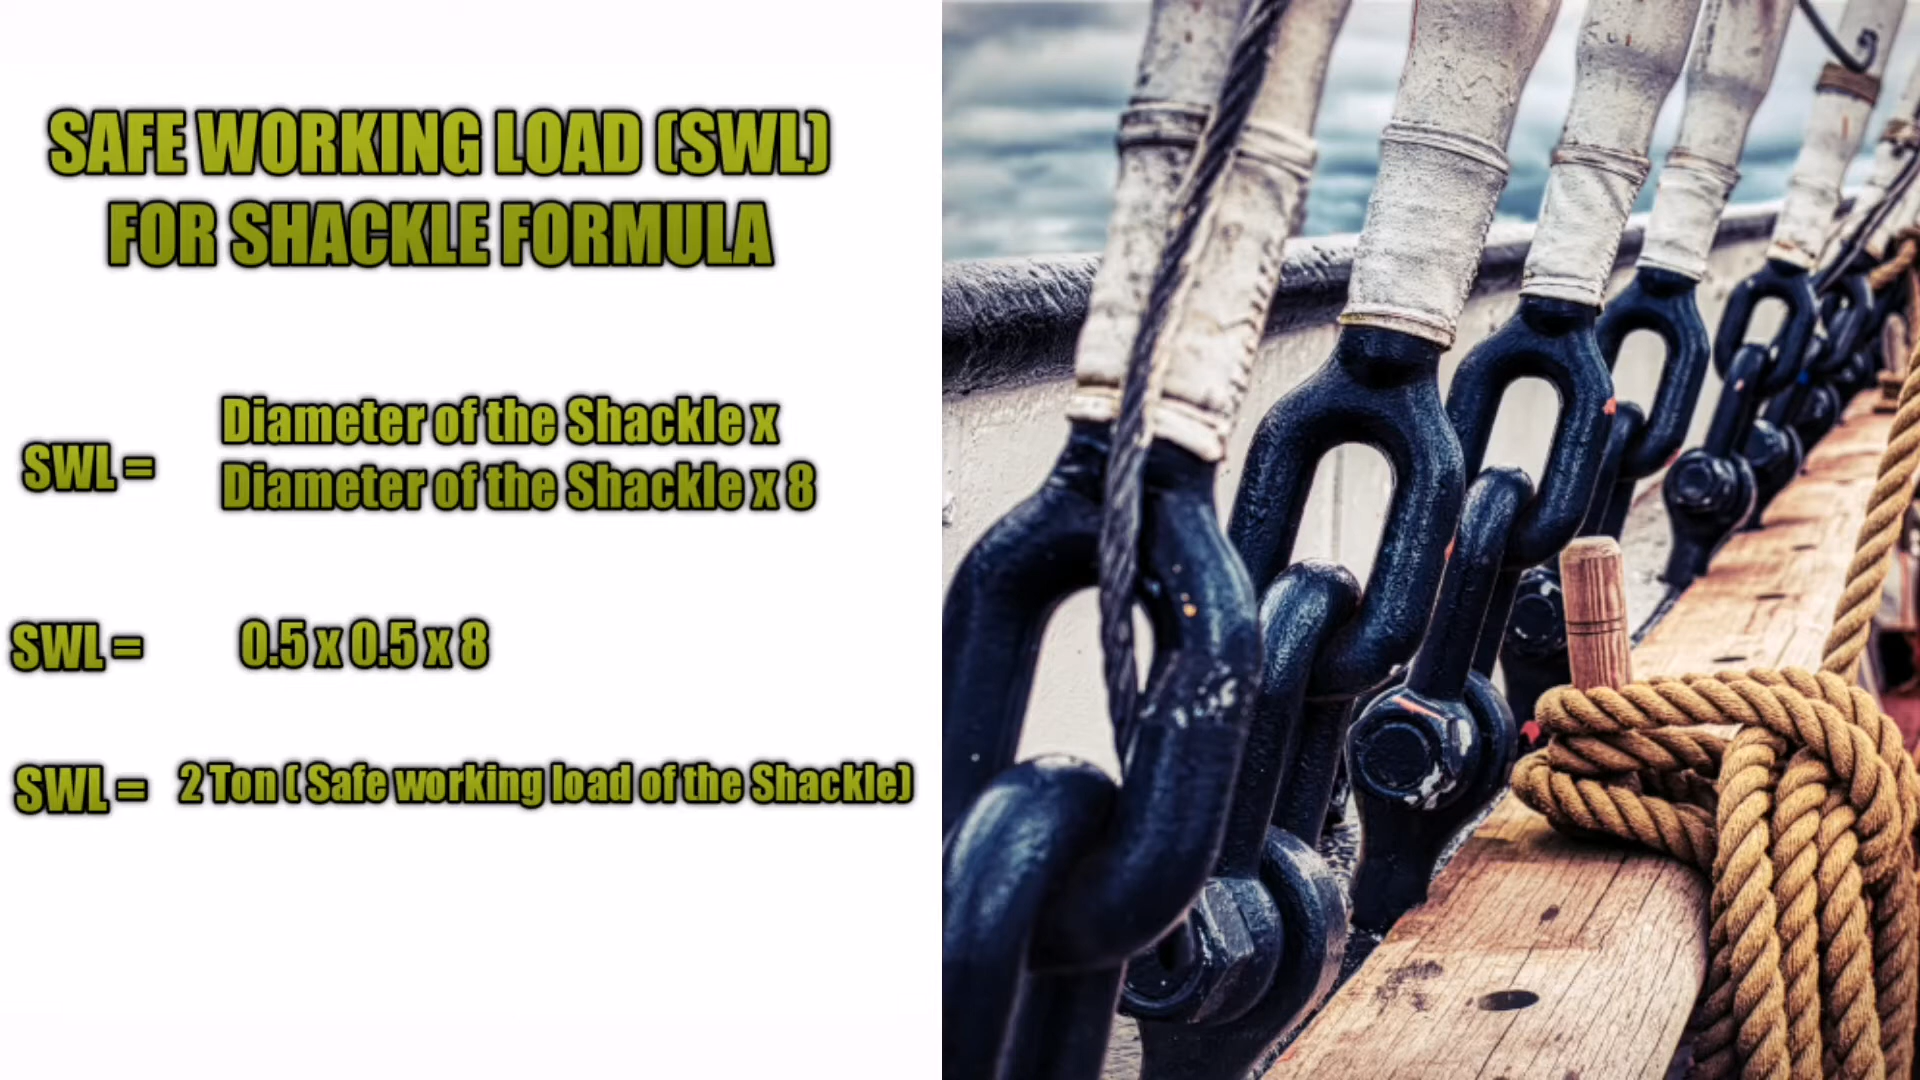 SAFE WORKING LOAD (SWL)
FOR SHACKLE FORMULA
SWL = Diameter of the Shackle x
Diameter of the Shackle x 8
SWL = 0.5 x 0.5 x 8
SWL = 2 Ton ( Safe working load of the Shackle)